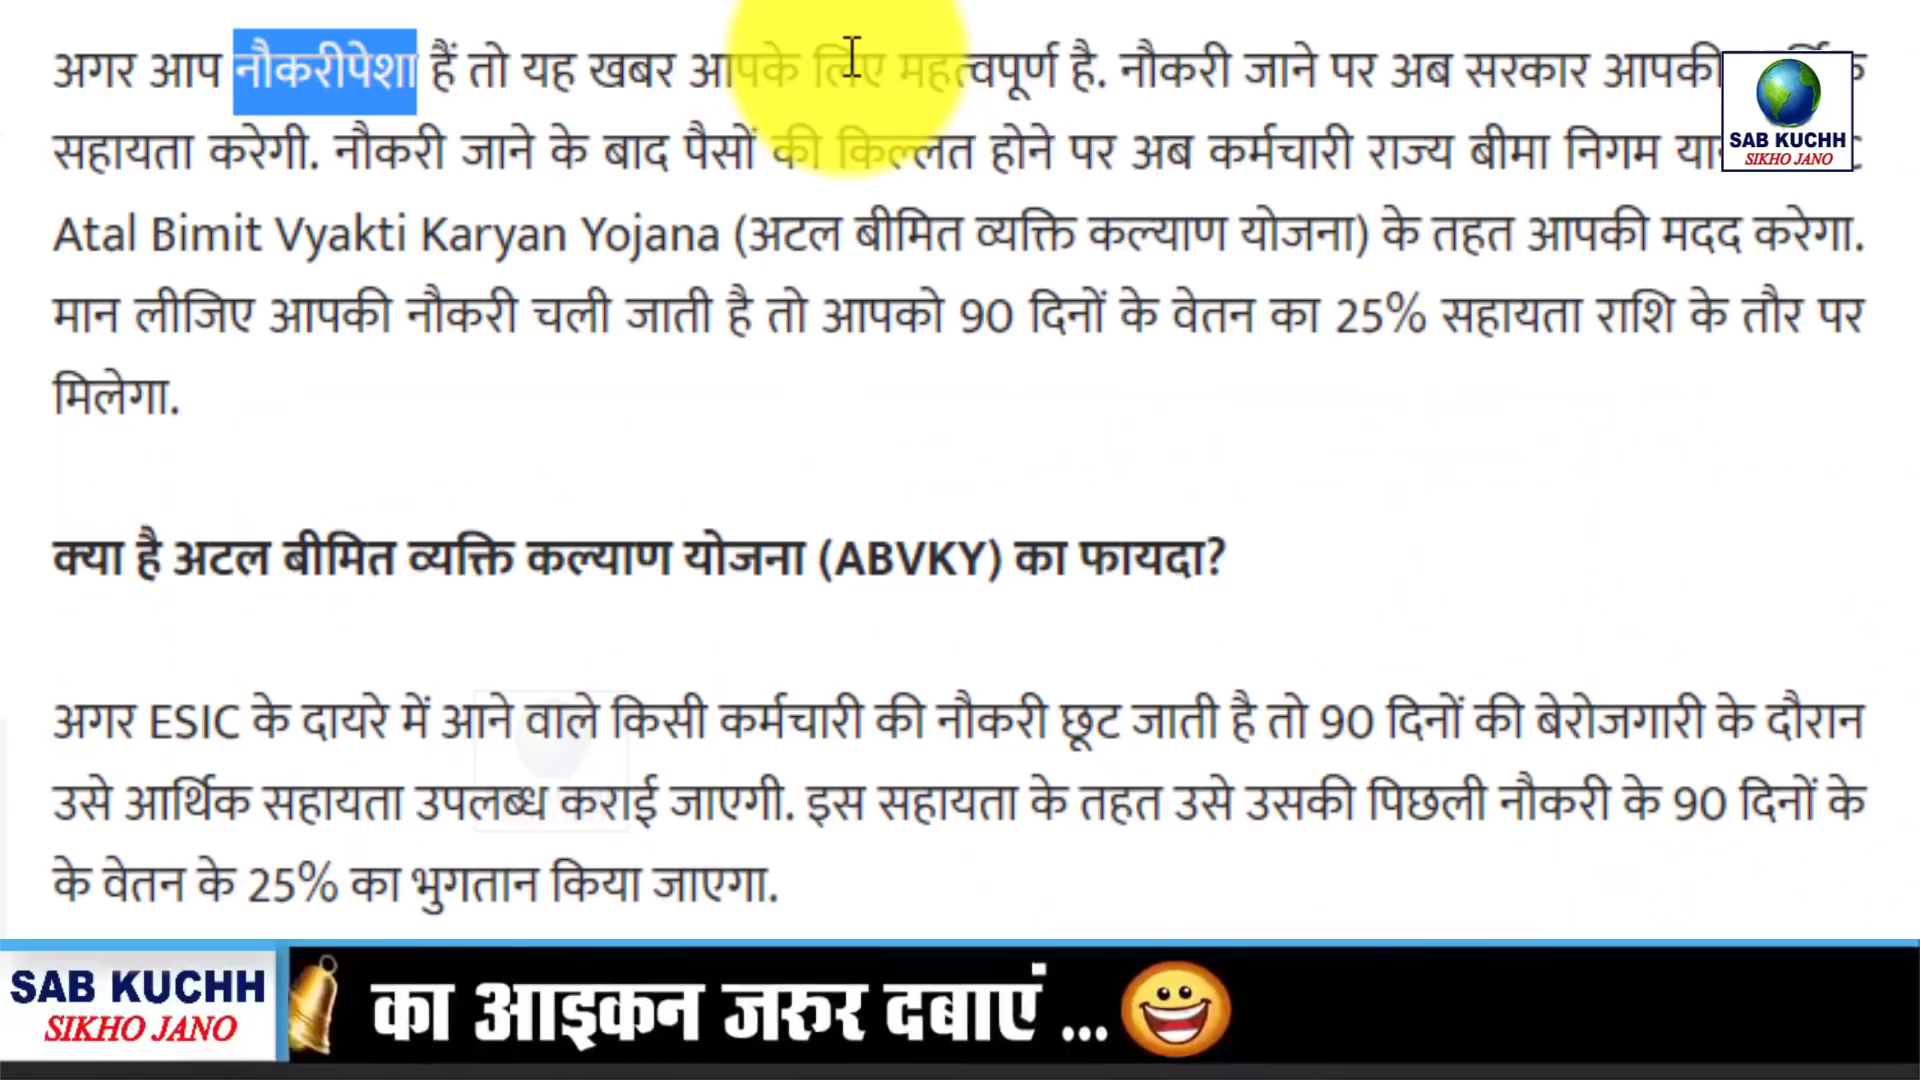 अगर आप नौकरीपेशा हैं तो यह खबर आपके लिए महत्वपूर्ण है. नौकरी जाने पर अब सरकार आपकी
सहायता करेगी. नौकरी जाने के बाद पैसों की किल्लत होने पर अब कर्मचारी राज्य बीमा निगम
Atal Bimit Vyakti Karyan Yojana (अटल बीमित व्यक्ति कल्याण योजना) के तहत आपकी मदद करेगा.
मान लीजिए आपकी नौकरी चली जाती है तो आपको 90 दिनों के वेतन का 25% सहायता राशि के तौर पर
मिलेगा.
SAB KUCHH
SIKHO JANO
क्या है अटल बीमित व्यक्ति कल्याण योजना (ABVKY) का फायदा?
अगर ESIC के दायरे में आने वाले किसी कर्मचारी की नौकरी छूट जाती है तो 90 दिनों की बेरोजगारी के दौरान
उसे आर्थिक सहायता उपलब्ध कराई जाएगी. इस सहायता के तहत उसे उसकी पिछली नौकरी के 90 दिनों के
के वेतन के 25% का भुगतान किया जाएगा.
SAB KUCHH
SIKHO JANO
का आइकन जरुर दबाएं ...